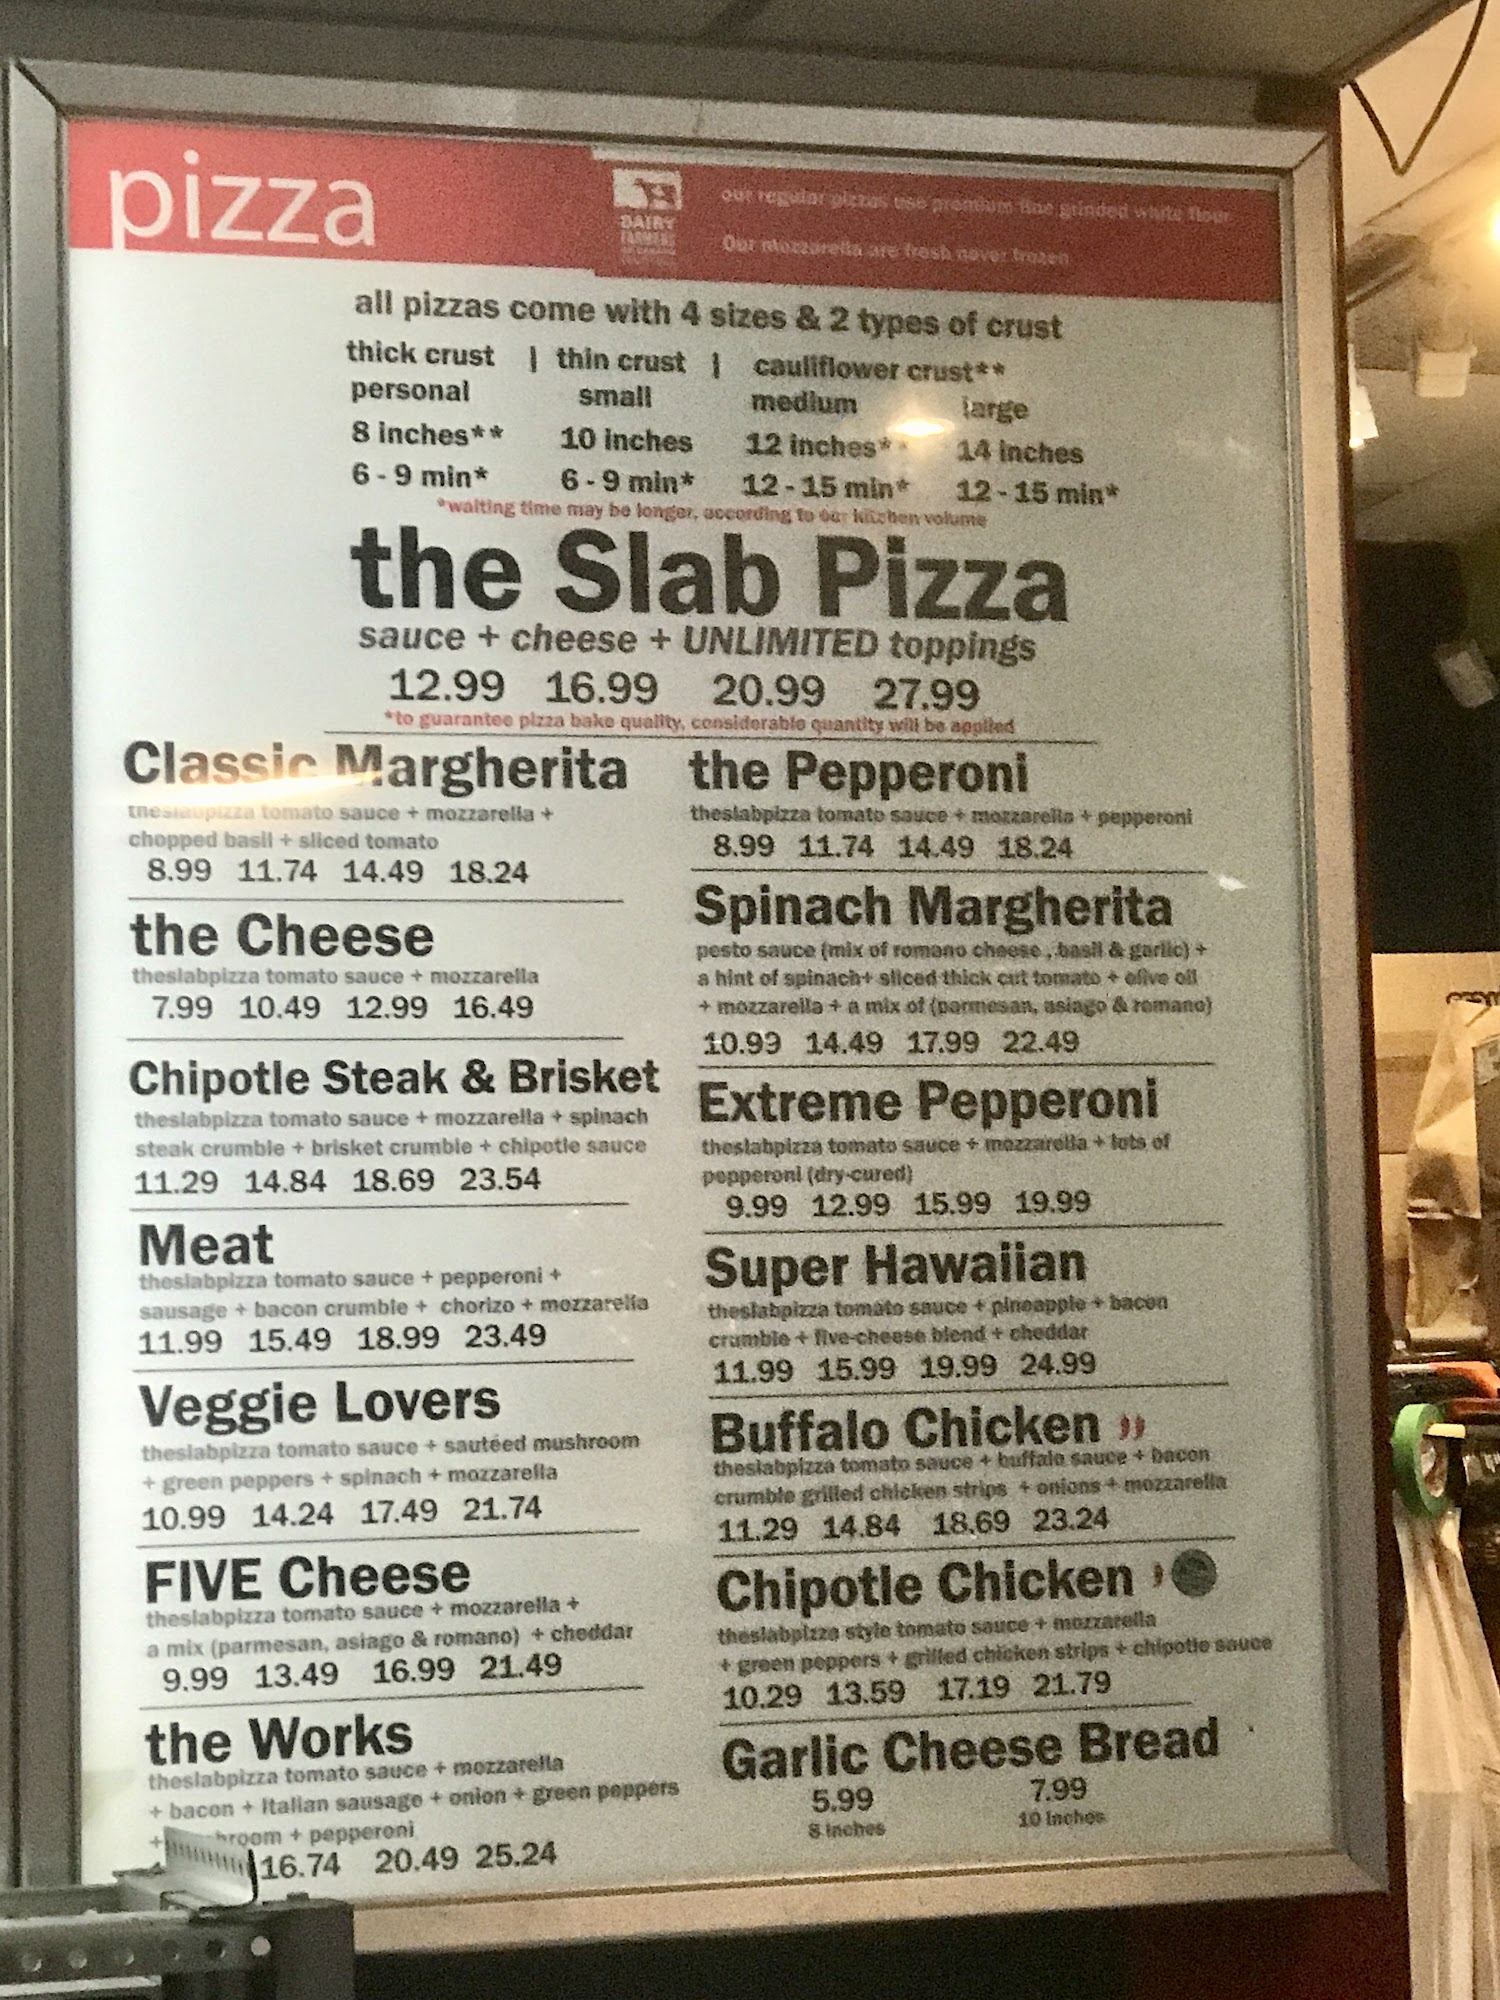 pizza
DAIRY
FARMERS
our regular pizzas use premium fine grinded white flour
Our mozzarella are fresh never frozen
all pizzas come with 4 sizes & 2 types of crust
thick crust | thin crust | cauliflower crust**
personal small medium large
8 inches** 10 inches 12 inches** 14 inches
6 - 9 min* 6 - 9 min* 12 - 15 min* 12 - 15 min*
*waiting time may be longer, according to our kitchen volume
the Slab Pizza
sauce + cheese + UNLIMITED toppings
12.99 16.99 20.99 27.99
*to guarantee pizza bake quality, considerable quantity will be applied
Classic Margherita
theslabpizza tomato sauce + mozzarella +
chopped basil + sliced tomato
8.99 11.74 14.49 18.24
the Cheese
theslabpizza tomato sauce + mozzarella
7.99 10.49 12.99 16.49
Chipotle Steak & Brisket
theslabpizza tomato sauce + mozzarella + spinach
steak crumble + brisket crumble + chipotle sauce
11.29 14.84 18.69 23.54
Meat
theslabpizza tomato sauce + pepperoni +
sausage + bacon crumble + chorizo + mozzarella
11.99 15.49 18.99 23.49
Veggie Lovers
theslabpizza tomato sauce + sautéed mushroom
+ green peppers + spinach + mozzarella
10.99 14.24 17.49 21.74
FIVE Cheese
theslabpizza tomato sauce + mozzarella +
a mix (parmesan, asiago & romano) + cheddar
9.99 13.49 16.99 21.49
the Works
theslabpizza tomato sauce + mozzarella
+ bacon + Italian sausage + onion + green peppers
+ + pepperoni
16.74 20.49 25.24
the Pepperoni
theslabpizza tomato sauce + mozzarella + pepperoni
8.99 11.74 14.49 18.24
Spinach Margherita
pesto sauce (mix of romano cheese , basil & garlic) +
a hint of spinach+ sliced thick cut tomato + olive oil
+ mozzarella + a mix of (parmesan, asiago & romano)
10.99 14.49 17.99 22.49
Extreme Pepperoni
theslabpizza tomato sauce + mozzarella + lots of
pepperoni (dry-cured)
9.99 12.99 15.99 19.99
Super Hawaiian
theslabpizza tomato sauce + pineapple + bacon
crumble + five-cheese blend + cheddar
11.99 15.99 19.99 24.99
Buffalo Chicken
theslabpizza tomato sauce + buffalo sauce + bacon
crumble grilled chicken strips + onions + mozzarella
11.29 14.84 18.69 23.24
Chipotle Chicken
theslabpizza style tomato sauce + mozzarella
+ green peppers + grilled chicken strips + chipotle sauce
10.29 13.59 17.19 21.79
Garlic Cheese Bread
5.99 7.99
8 inches 10 inches